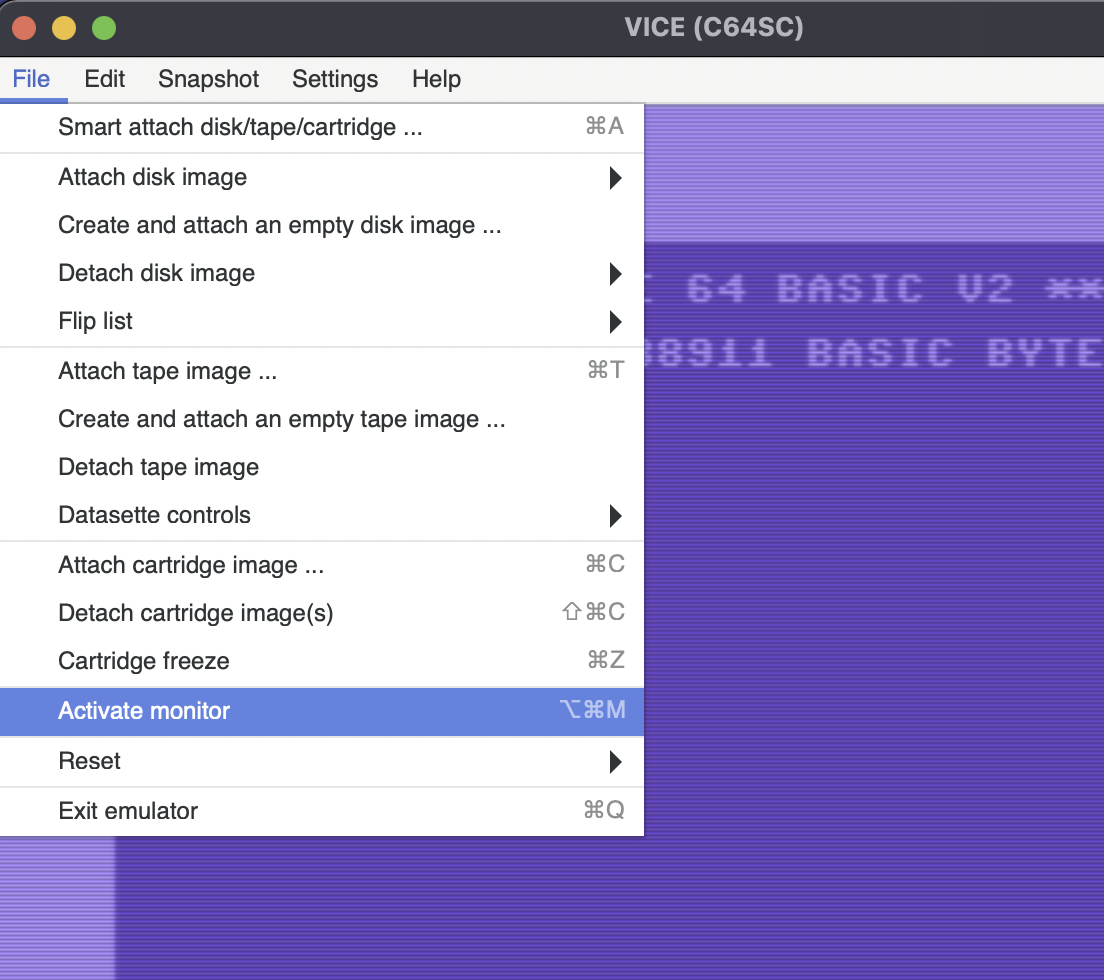 VICE (C64SC)
File Edit Snapshot Settings Help
Smart attach disk/tape/cartridge ... ⌘A
Attach disk image
Create and attach an empty disk image ...
Detach disk image
Flip list
Attach tape image ... ⌘T
Create and attach an empty tape image ...
Detach tape image
Datasette controls
Attach cartridge image ... ⌘C
Detach cartridge image(s) ⇧⌘C
Cartridge freeze ⌘Z
Activate monitor ⌥⌘M
Reset
Exit emulator ⌘Q
64 BASIC V2 **
8911 BASIC BYTE